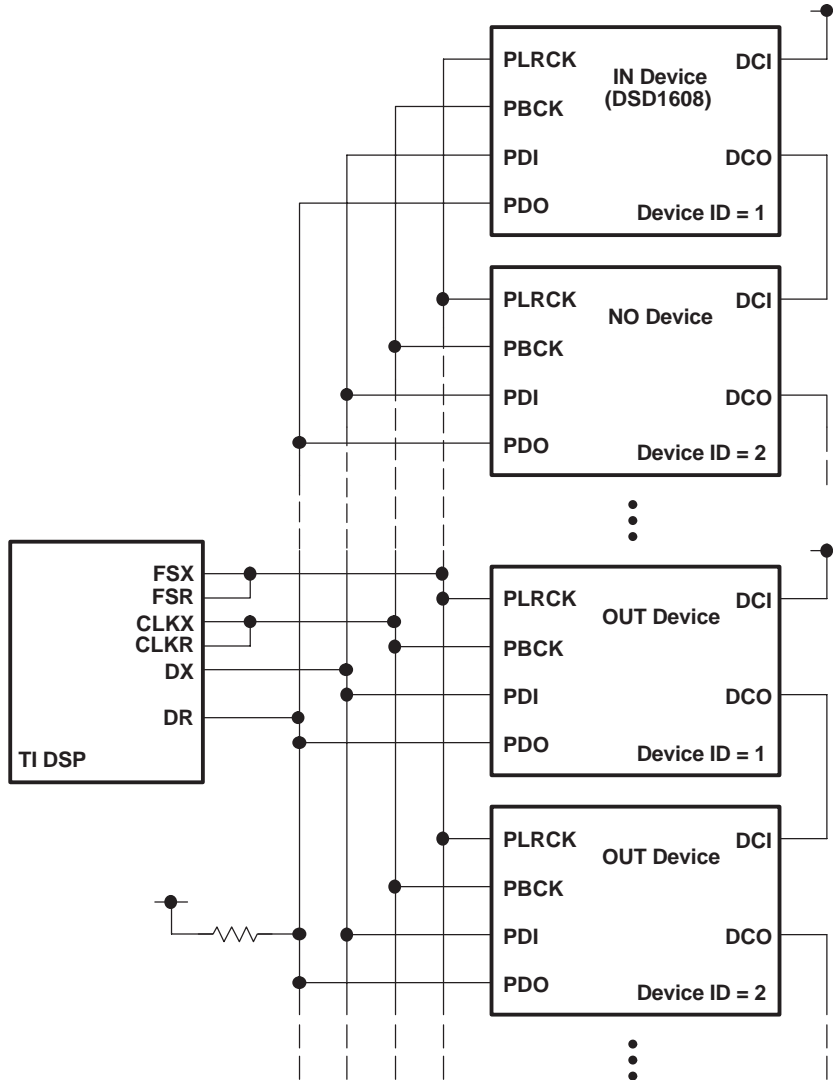 PLRCK
IN Device
(DSD1608)
DCI
PBCK
PDI
DCO
PDO
Device ID = 1
PLRCK
NO Device
DCI
PBCK
PDI
DCO
PDO
Device ID = 2
FSX
FSR
CLKX
CLKR
DX
DR
TI DSP
PLRCK
OUT Device
DCI
PBCK
PDI
DCO
PDO
Device ID = 1
PLRCK
OUT Device
DCI
PBCK
PDI
DCO
PDO
Device ID = 2